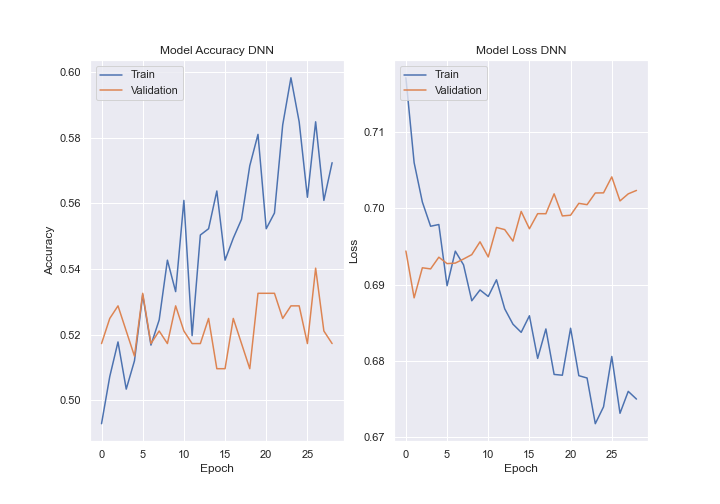 Model Accuracy DNN
Train
Validation
0.60
0.58
0.56
0.54
0.52
0.50
Accuracy
0 5 10 15 20 25
Epoch
Model Loss DNN
Train
Validation
0.71
0.70
0.69
0.68
0.67
Loss
0 5 10 15 20 25
Epoch